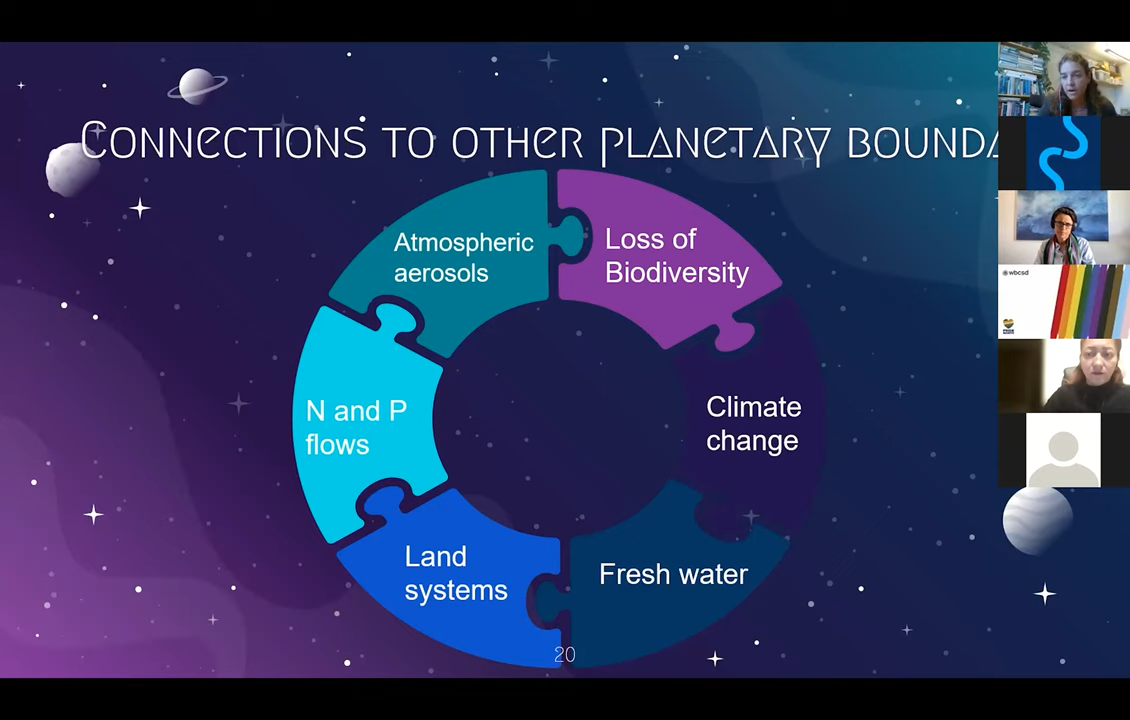 CONNECTIONS TO OTHER PLANETARY BOUNDA
Atmospheric
aerosols
Loss of
Biodiversity
N and P
flows
Climate
change
Land
systems
Fresh water
20
wbcsd